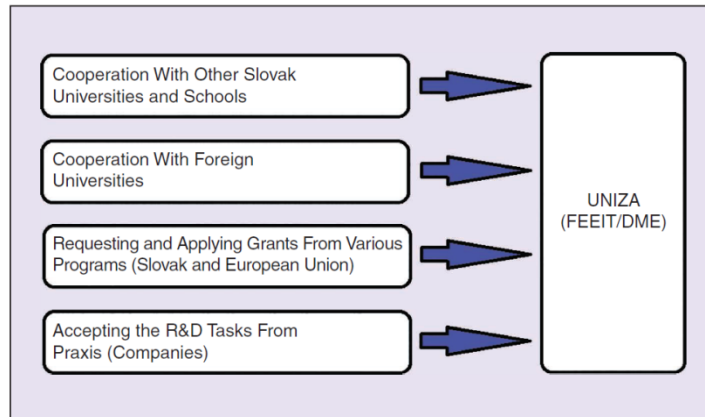 Cooperation With Other Slovak
Universities and Schools
Cooperation With Foreign
Universities
Requesting and Applying Grants From Various
Programs (Slovak and European Union)
Accepting the R&D Tasks From
Praxis (Companies)
UNIZA
(FEEIT/DME)